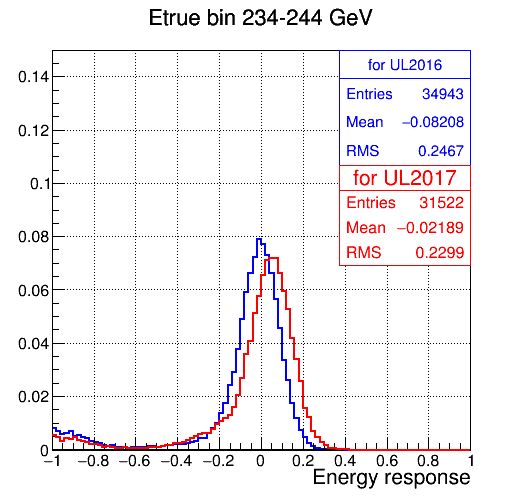 Etrue bin 234-244 GeV
for UL2016
Entries 34943
Mean −0.08208
RMS 0.2467
for UL2017
Entries 31522
Mean −0.02189
RMS 0.2299
0.14
0.12
0.1
0.08
0.06
0.04
0.02
0
−1 −0.8 −0.6 −0.4 −0.2 0 0.2 0.4 0.6 0.8 1
Energy response